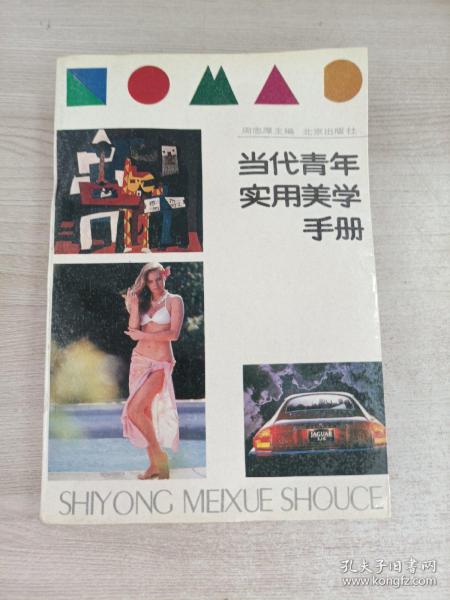 周忠厚主编 北京出版社
当代青年
实用美学
手册
JAGUAR
SHIYONG MEIXUE SHOUCE
孔夫子旧书网
www.kongfz.com